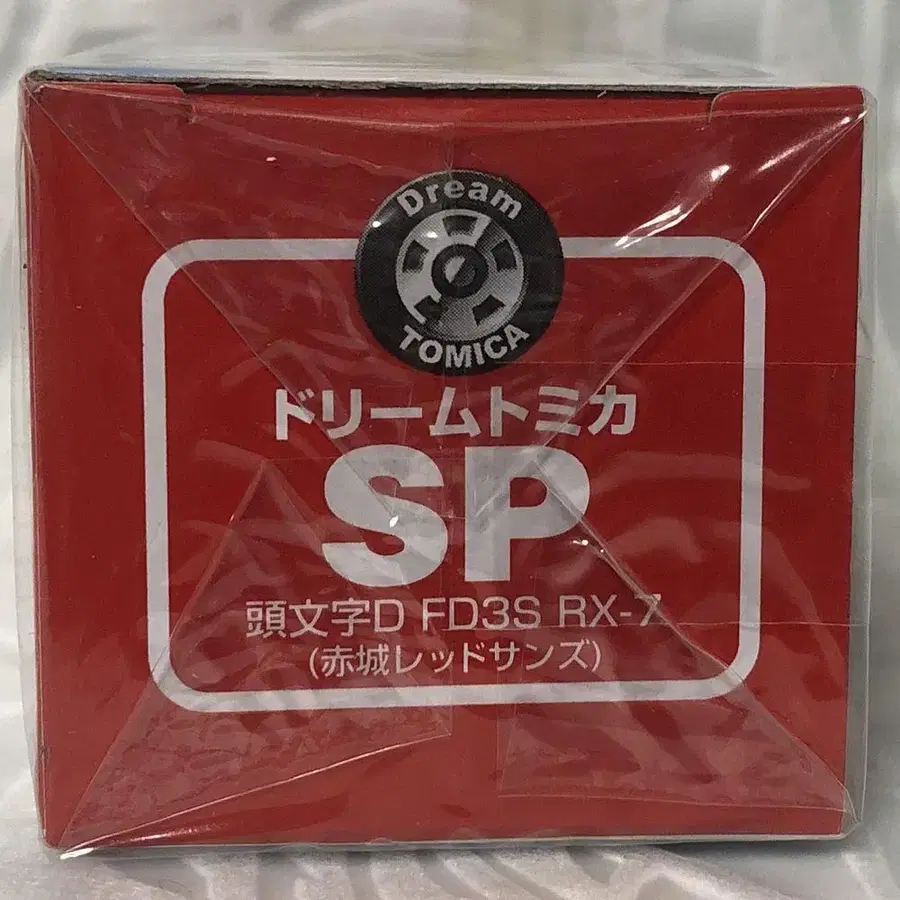 Dream
TOMICA
ドリームトミカ
SP
頭文字D FD3S RX-7
(赤城レッドサンズ)